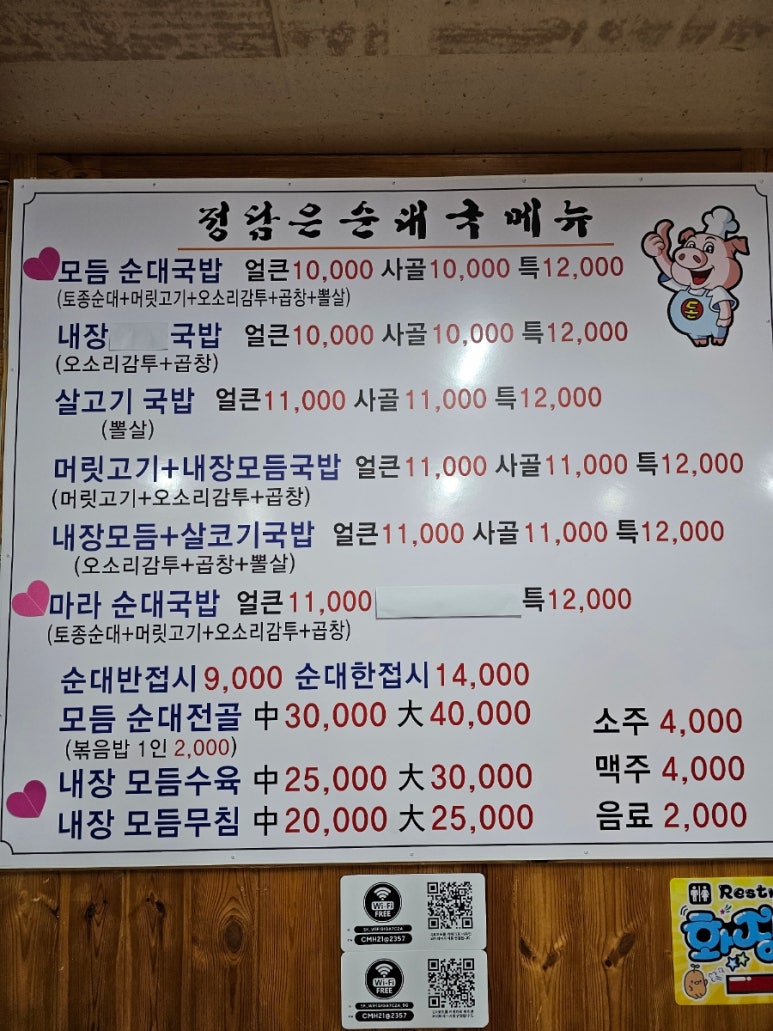 정담은순대국메뉴
모듬 순대국밥 얼큰10,000 사골10,000 특12,000
(토종순대+머릿고기+오소리감투+곱창+뽈살)
돈
내장 국밥 얼큰10,000 사골10,000 특12,000
(오소리감투+곱창)
살고기 국밥 얼큰11,000 사골11,000 특12,000
(뽈살)
머릿고기+내장모듬국밥 얼큰11,000 사골11,000 특12,000
(머릿고기+오소리감투+곱창)
내장모듬+살코기국밥 얼큰11,000 사골11,000 특12,000
(오소리감투+곱창+뽈살)
마라 순대국밥 얼큰11,000 특12,000
(토종순대+머릿고기+오소리감투+곱창)
순대반접시 9,000 순대한접시 14,000
모듬 순대전골 中30,000 大40,000
(볶음밥 1인 2,000)
내장 모듬수육 中25,000 大30,000
내장 모듬무침 中20,000 大25,000
소주 4,000
맥주 4,000
음료 2,000
Wi-Fi
FREE
CMH21@2357
Wi-Fi
FREE
CMH21@2357
Restr
화장